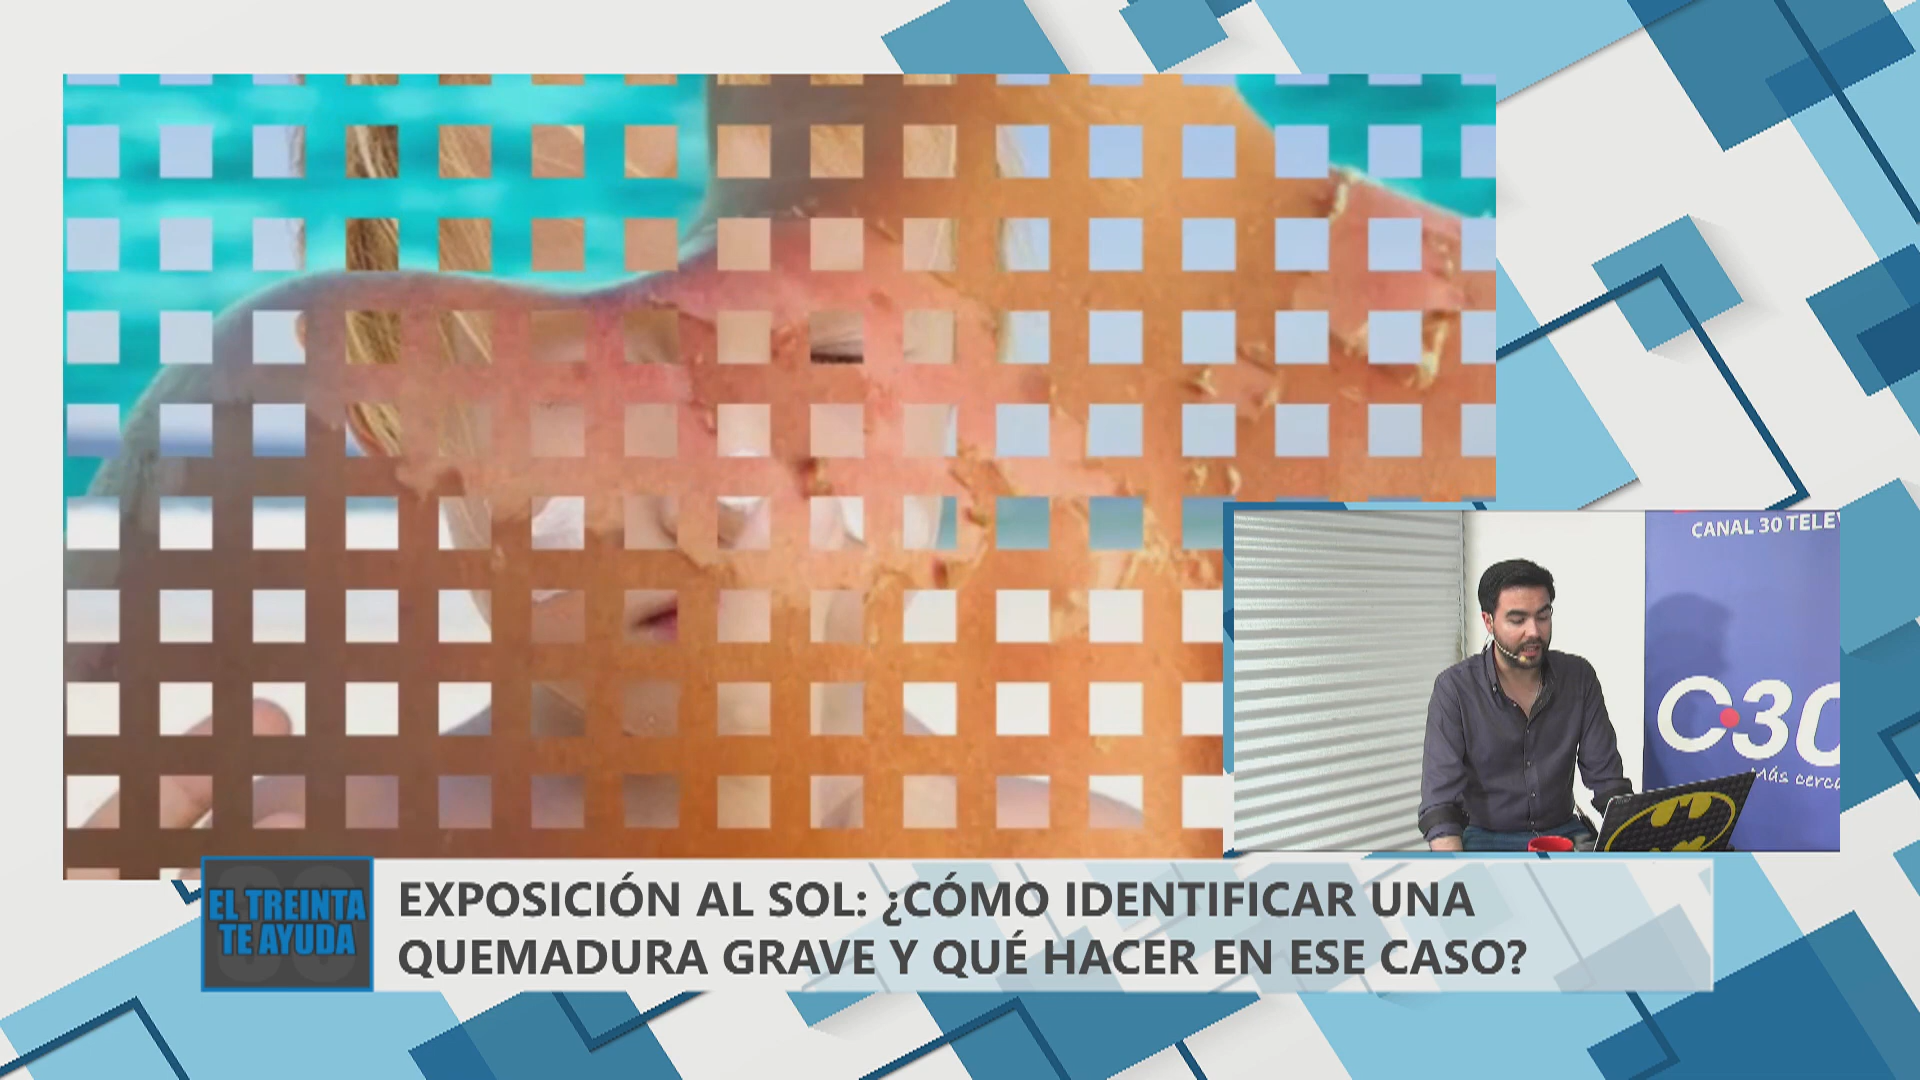 CANAL 30 TELEV
C30
Más cerca
EL TREINTA
TE AYUDA
EXPOSICIÓN AL SOL: ¿CÓMO IDENTIFICAR UNA
QUEMADURA GRAVE Y QUÉ HACER EN ESE CASO?